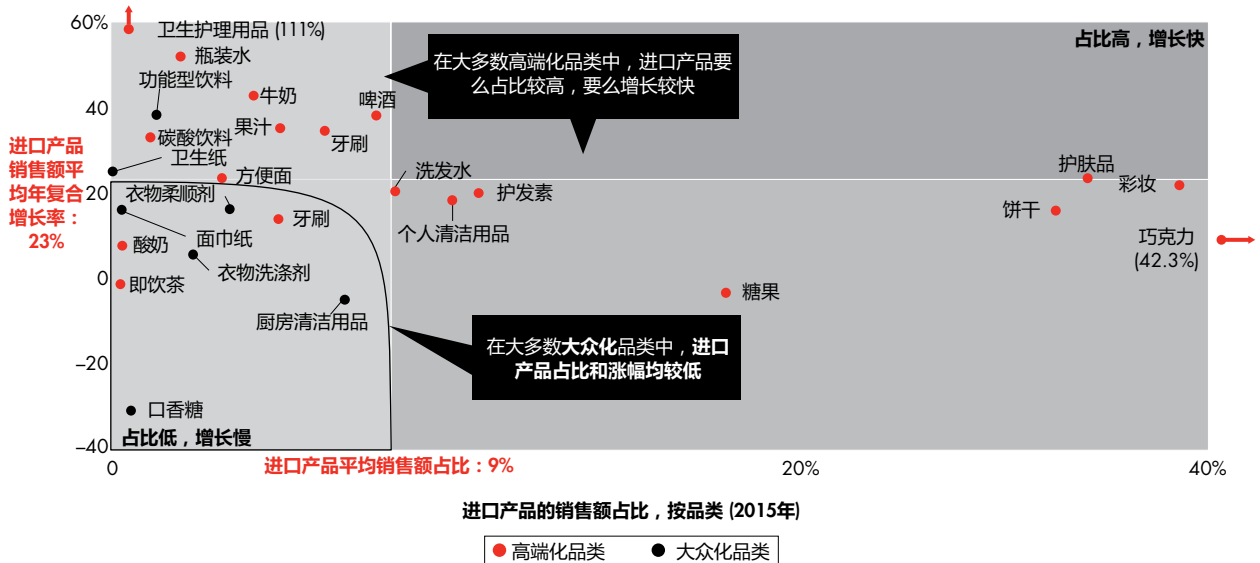 60%
卫生护理用品 (111%)
占比高，增长快
瓶装水
在大多数高端化品类中，进口产品要
么占比较高，要么增长较快
功能型饮料
牛奶
啤酒
40
碳酸饮料
果汁
牙刷
进口产品
销售额平
均年复合
增长率：
23%
卫生纸
方便面
洗发水
护肤品
彩妆
20
衣物柔顺剂
护发素
饼干
牙刷
个人清洁用品
酸奶
面巾纸
巧克力
(42.3%)
衣物洗涤剂
0
即饮茶
糖果
厨房清洁用品
在大多数大众化品类中，进口
产品占比和涨幅均较低
–20
口香糖
占比低，增长慢
–40
0
进口产品平均销售额占比：9%
20%
40%
进口产品的销售额占比，按品类 (2015年)
高端化品类
大众化品类